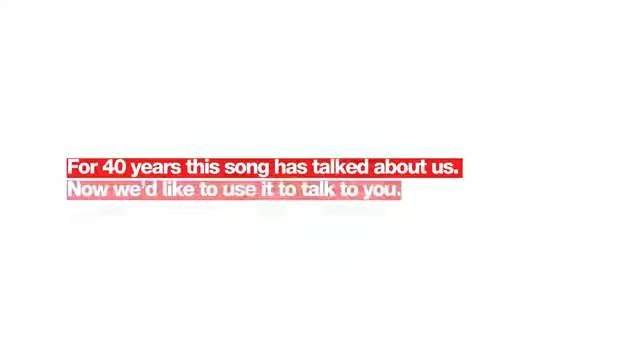 For 40 years this song has talked about us.
Now we'd like to use it to talk to you.